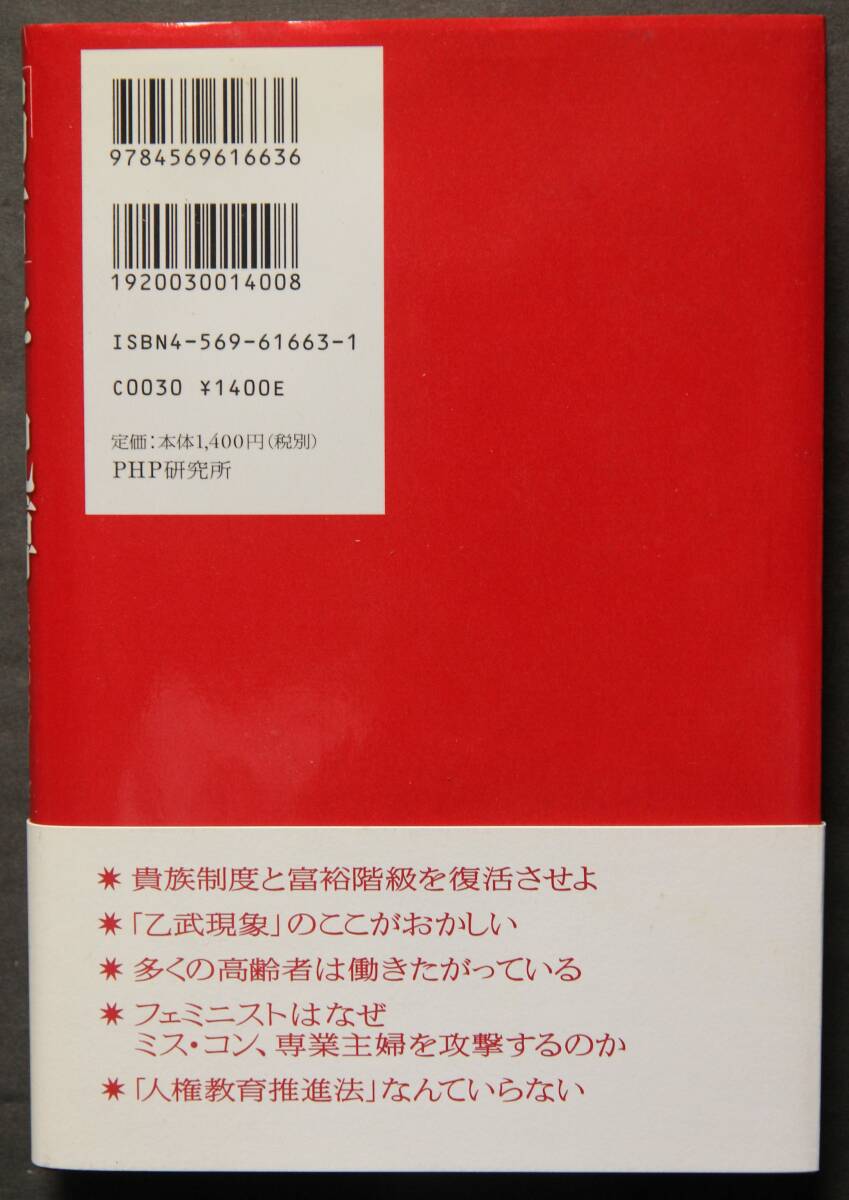 9784569616636
1920030014008
ISBN4-569-61663-1
C0030 ¥1400E
定価:本体1,400円(税別)
PHP研究所
✷ 貴族制度と富裕階級を復活させよ
✷ 「乙武現象」のここがおかしい
✷ 多くの高齢者は働きたがっている
✷ フェミニストはなぜ
ミス・コン、専業主婦を攻撃するのか
✷ 「人権教育推進法」なんていらない